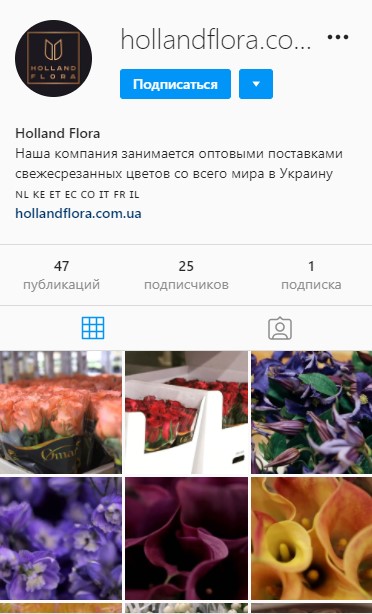 hollandflora.co...
HOLLAND
FLORA
Подписаться
Holland Flora
Наша компания занимается оптовыми поставками
свежесрезанных цветов со всего мира в Украину
NL KE ET EC CO IT FR IL
hollandflora.com.ua
47 25 1
публикаций подписчиков подписка